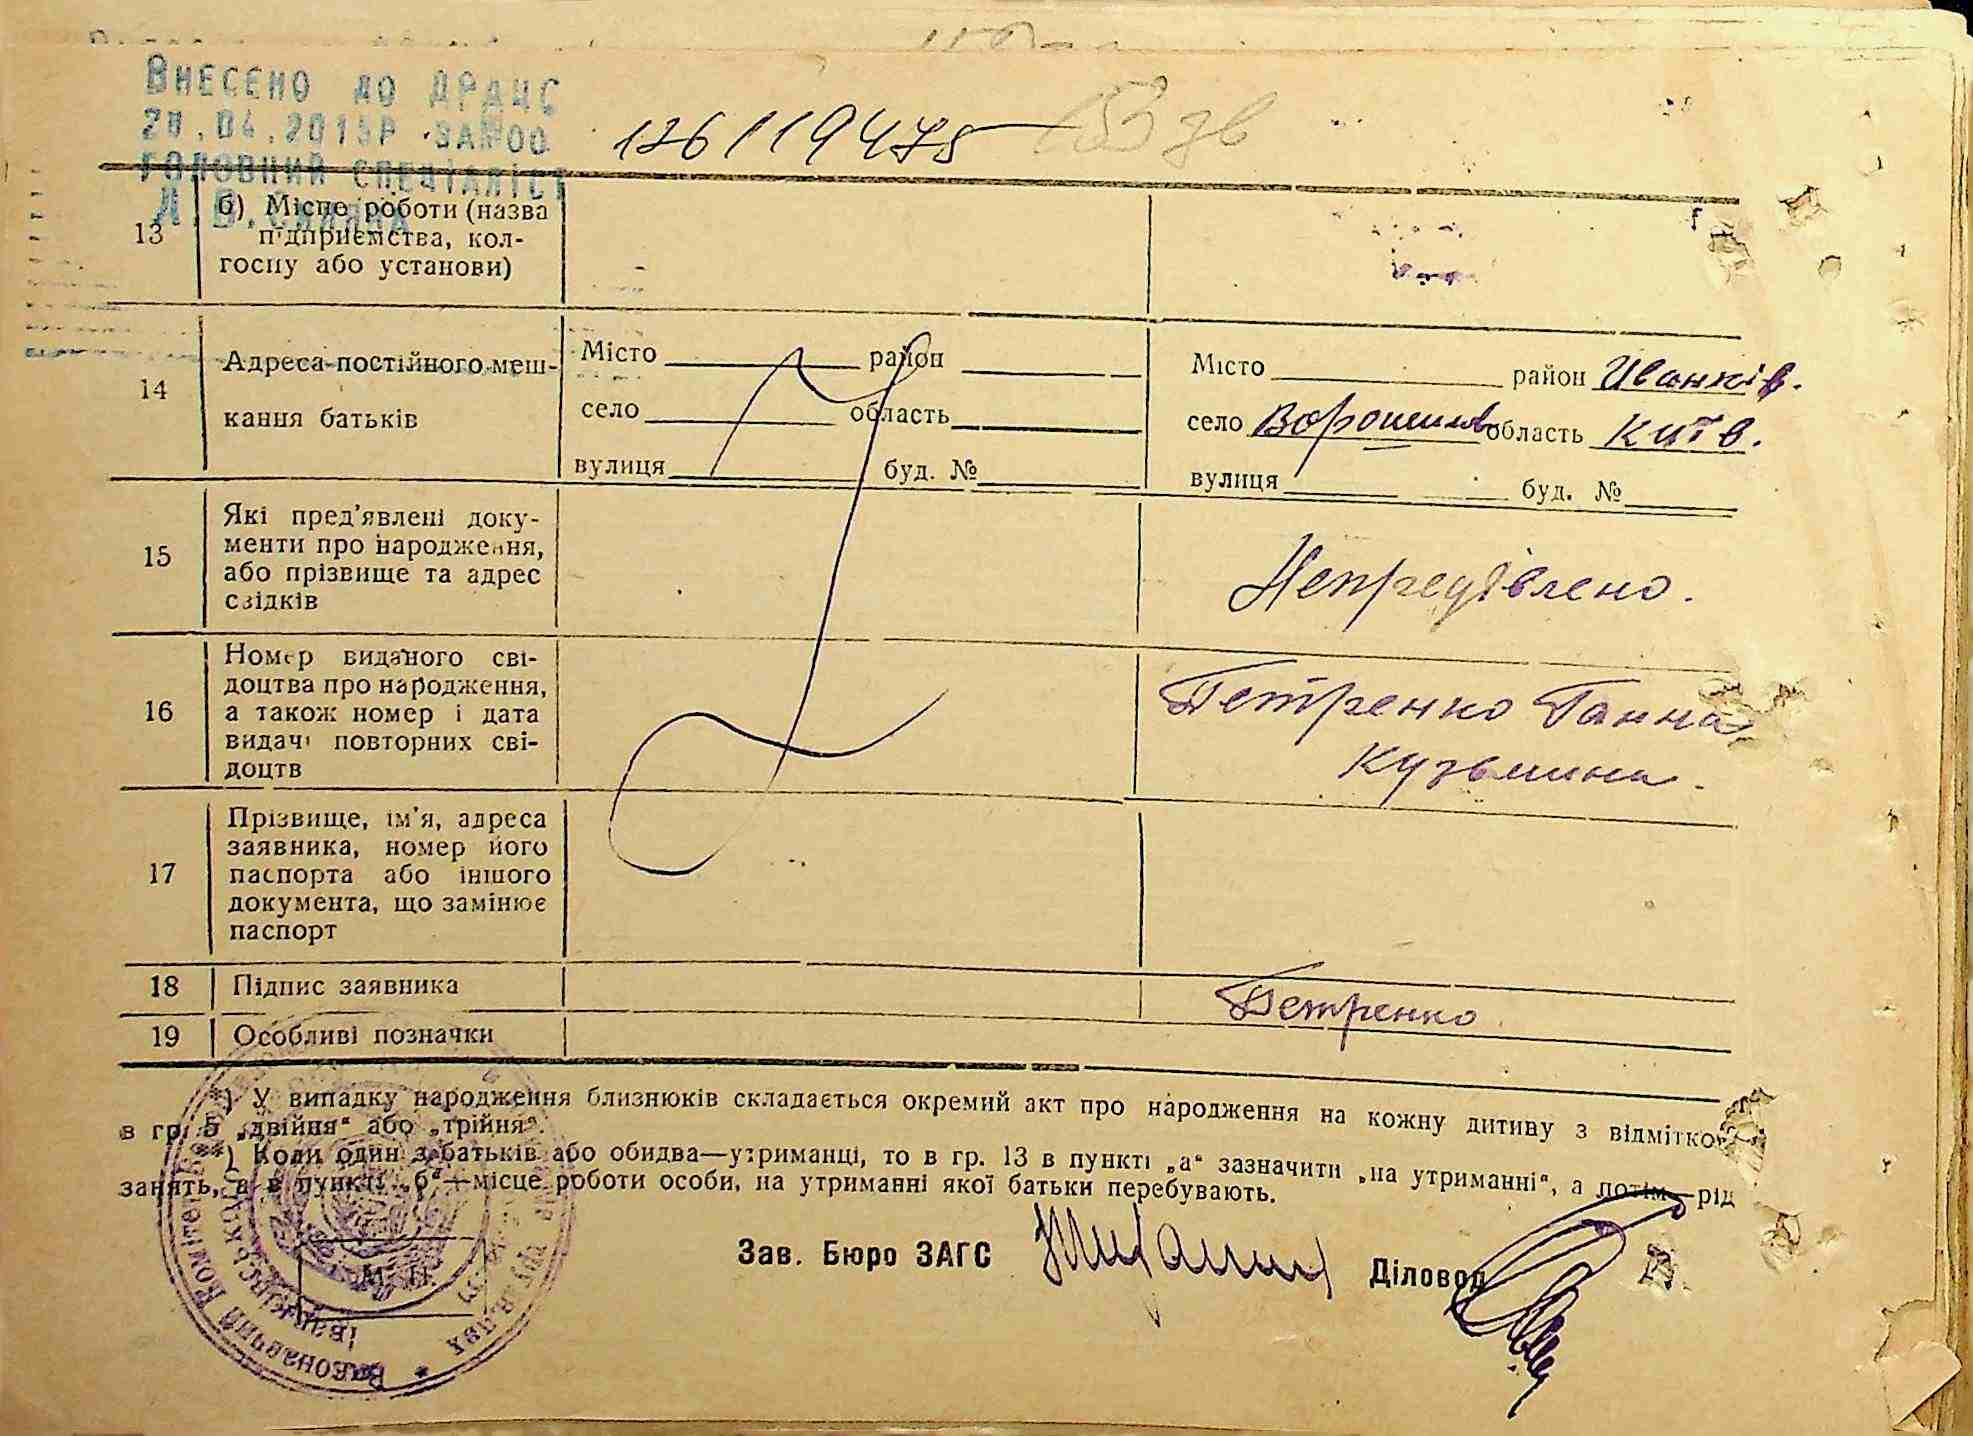 ВНЕСЕНО ДО ДРАЦС
20.04.2015Р ЗАМ00
ГОЛОВНИЙ СПЕЦІАЛІСТ
126/19475
13 б) Місце роботи (назва
підприємства, кол-
госпу або установи)
14 Адреса постійного меш-
кання батьків
Місто район
село область
вулиця буд. №
Місто район Иванків.
село Ворошилов область Київ.
вулиця буд. №
15 Які пред'явлені доку-
менти про народження,
або прізвище та адрес
свідків
Непредівлено.
16 Номер виданого сві-
доцтва про народження,
а також номер і дата
видачі повторних сві-
доцтв
Петренко Ганна
Кузьмина.
17 Прізвище, ім'я, адреса
заявника, номер його
паспорта або іншого
документа, що замінює
паспорт
18 Підпис заявника Петренко
19 Особливі позначки
*) У випадку народження близнюків складається окремий акт про народження на кожну дитину з відміткою
в гр. 5 „двійня“ або „трійня“.
**) Коли один з батьків або обидва—утриманці, то в гр. 13 в пункті „а“ зазначити „на утриманні“, а потім—рід
занять, а в пункті „б“—місце роботи особи, на утриманні якої батьки перебувають.
Зав. Бюро ЗАГС Діловод
М. П.